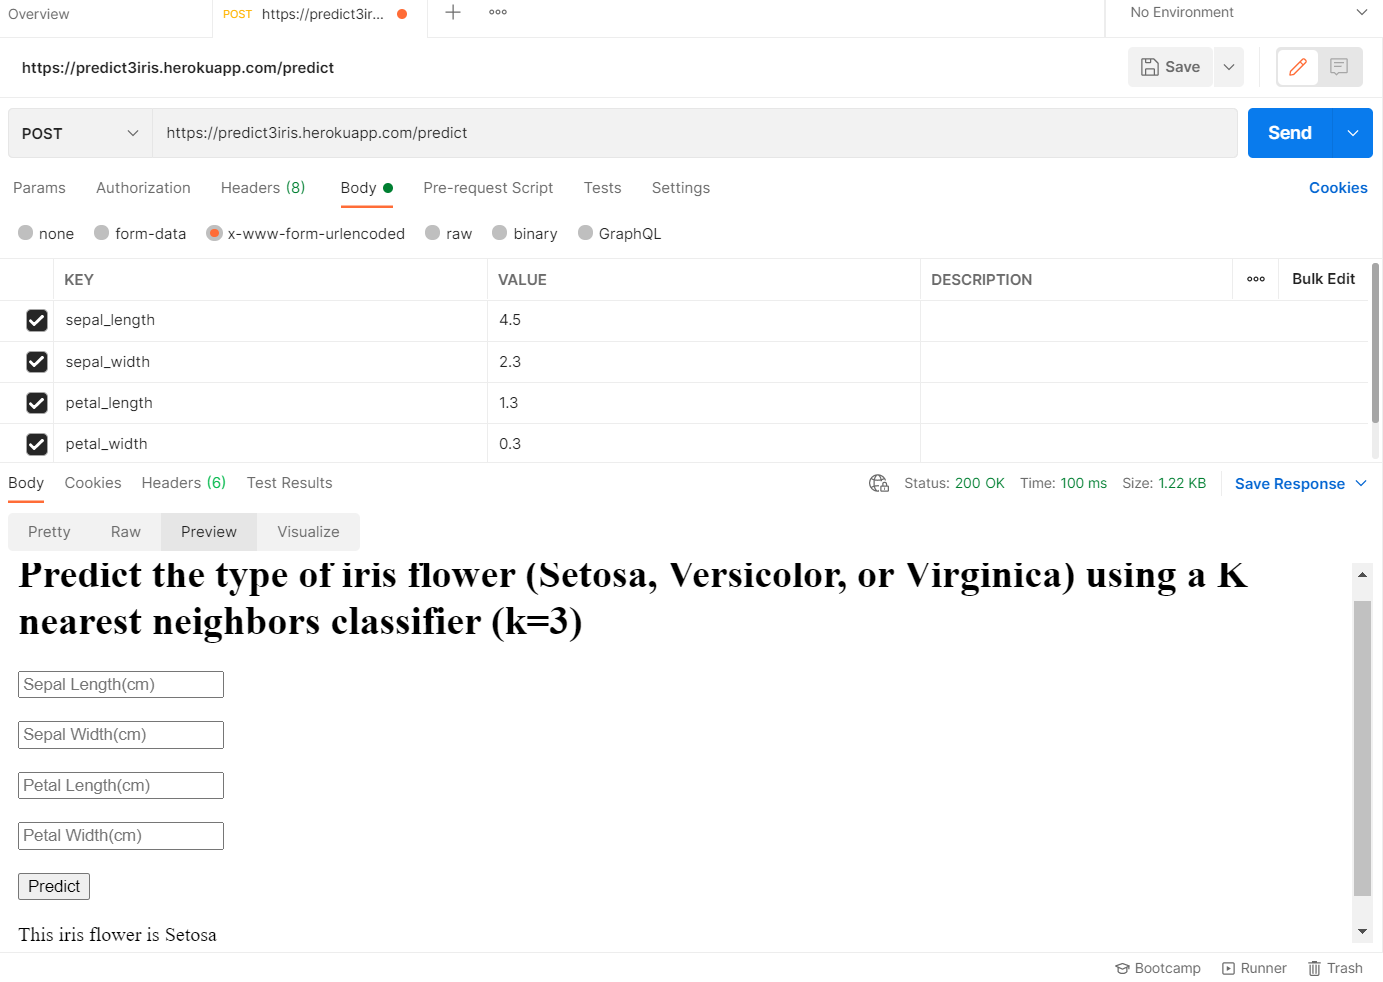 Overview
POST https://predict3ir...
No Environment
https://predict3iris.herokuapp.com/predict
Save
POST
https://predict3iris.herokuapp.com/predict
Send
Params Authorization Headers (8) Body Pre-request Script Tests Settings Cookies
none form-data x-www-form-urlencoded raw binary GraphQL
KEY VALUE DESCRIPTION Bulk Edit
sepal_length 4.5
sepal_width 2.3
petal_length 1.3
petal_width 0.3
Body Cookies Headers (6) Test Results Status: 200 OK Time: 100 ms Size: 1.22 KB Save Response
Pretty Raw Preview Visualize
Predict the type of iris flower (Setosa, Versicolor, or Virginica) using a K
nearest neighbors classifier (k=3)
Sepal Length(cm)
Sepal Width(cm)
Petal Length(cm)
Petal Width(cm)
Predict
This iris flower is Setosa
Bootcamp Runner Trash